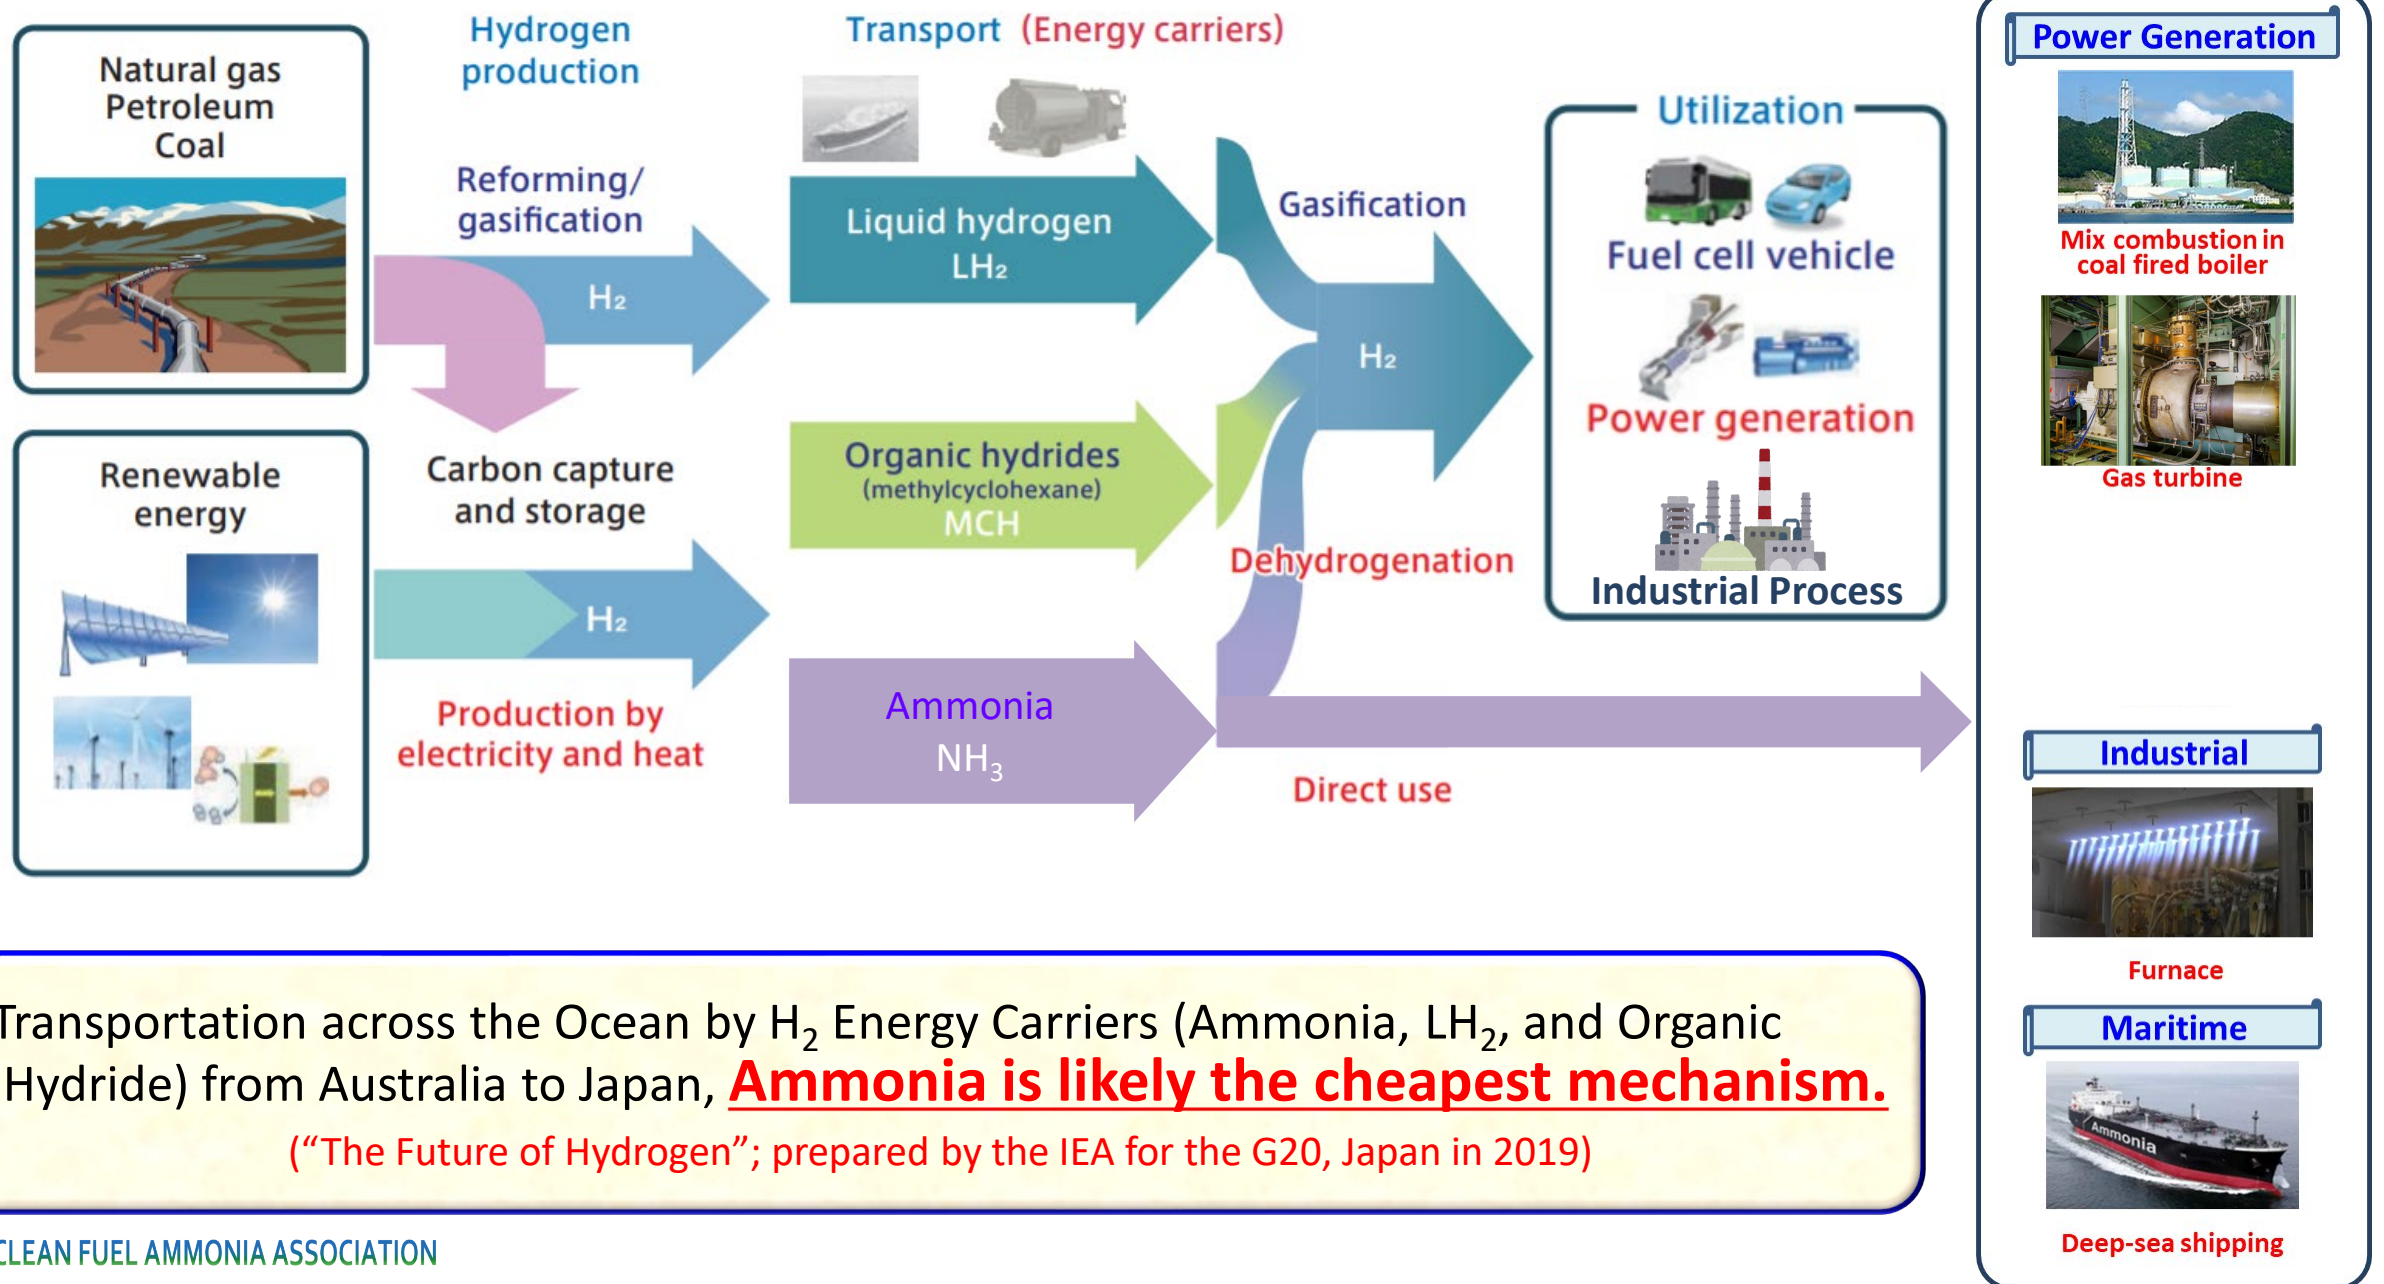 Natural gas
Petroleum
Coal
Renewable
energy
Hydrogen
production
Reforming/
gasification
H₂
Carbon capture
and storage
H₂
Production by
electricity and heat
Transport (Energy carriers)
Liquid hydrogen
LH₂
Organic hydrides
(methylcyclohexane)
MCH
Ammonia
NH₃
Gasification
H₂
Dehydrogenation
Direct use
Utilization
Fuel cell vehicle
Power generation
Industrial Process
Power Generation
Mix combustion in
coal fired boiler
Gas turbine
Industrial
Furnace
Maritime
Ammonia
Deep-sea shipping
Transportation across the Ocean by H₂ Energy Carriers (Ammonia, LH₂, and Organic
Hydride) from Australia to Japan, Ammonia is likely the cheapest mechanism.
(“The Future of Hydrogen”; prepared by the IEA for the G20, Japan in 2019)
CLEAN FUEL AMMONIA ASSOCIATION